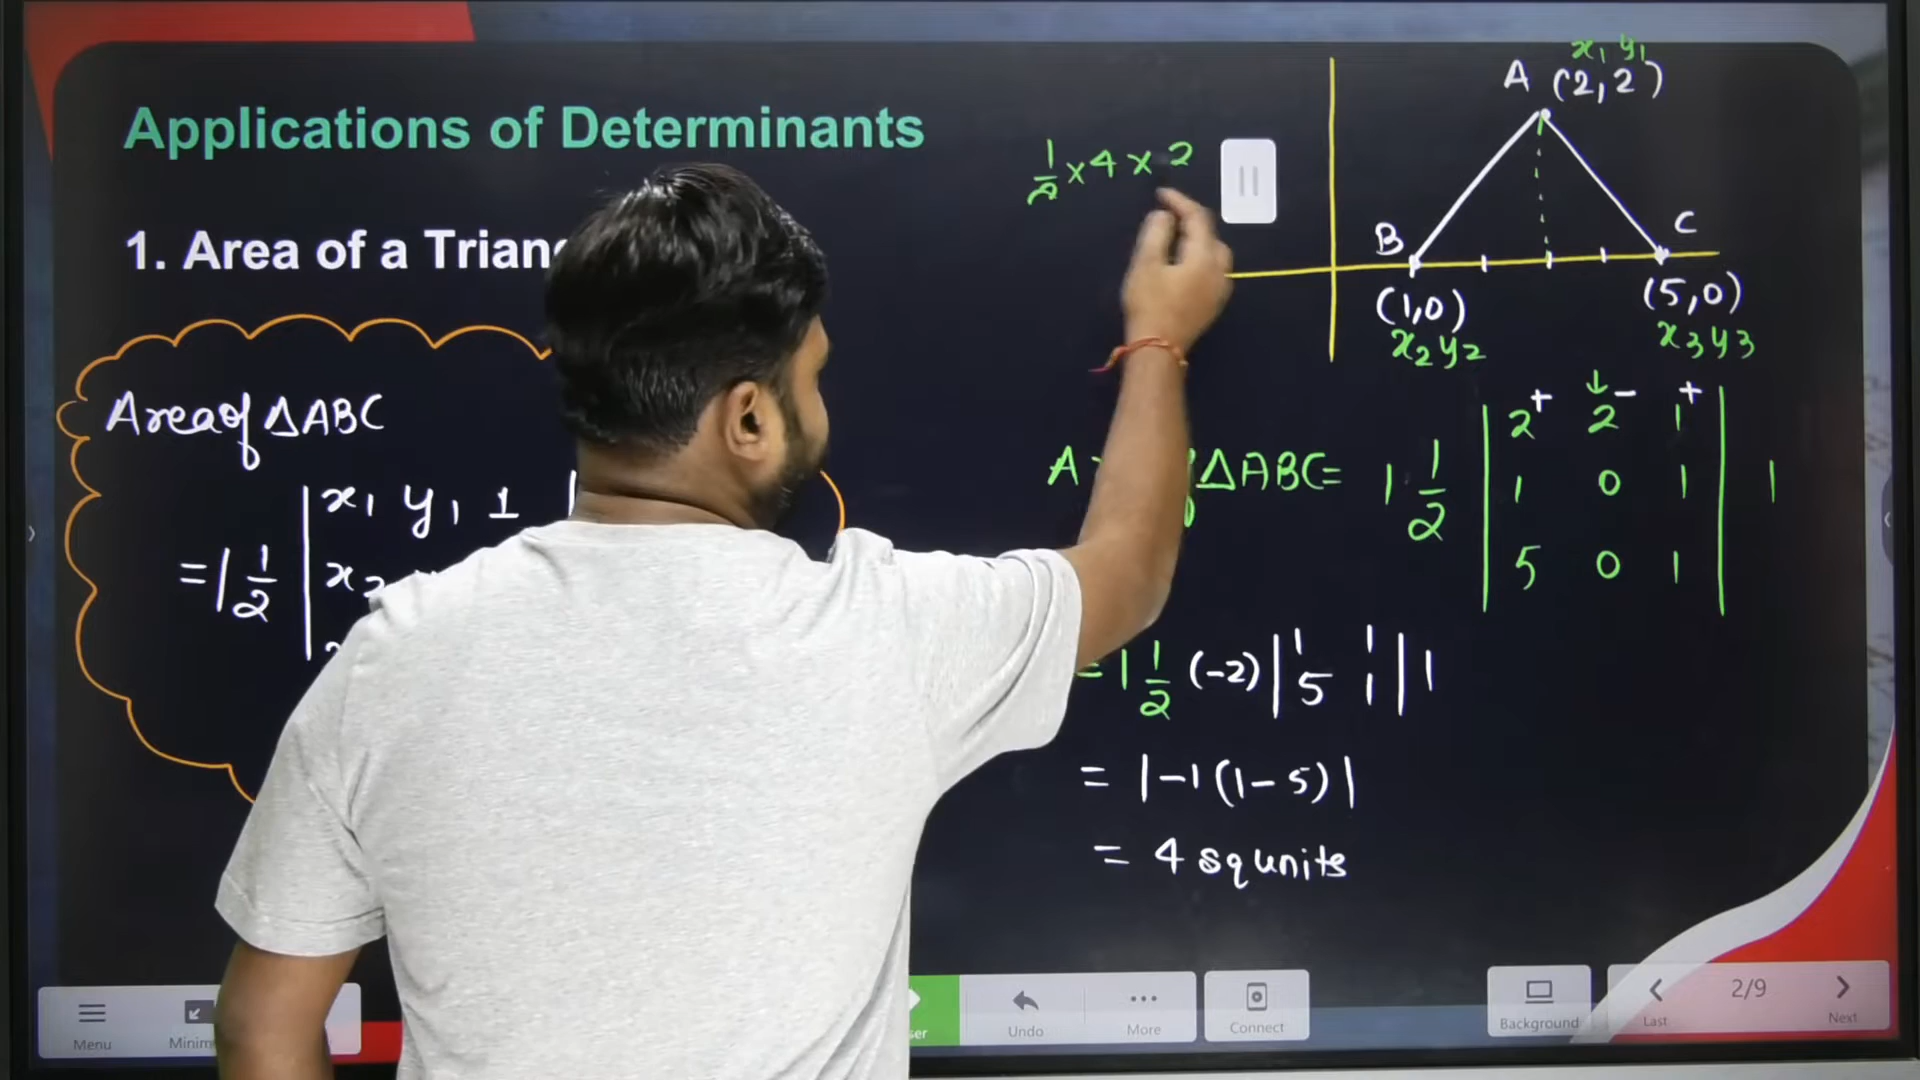 Applications of Determinants
1. Area of a Trian
Area of ΔABC
= | 1/2 | x1 y1 1
x2
1/2 × 4 × 2
x1 y1
A (2,2)
B
C
(1,0)
(5,0)
x2 y2
x3 y3
ΔABC = | 1/2 | 2+ 2− 1+
1 0 1
5 0 1 | |
= | 1/2 (-2) | 1 1
5 1 | |
= | -1 (1-5) |
= 4 sq units
Menu
Minim
ser
Undo
More
Connect
Background
Last
2/9
Next